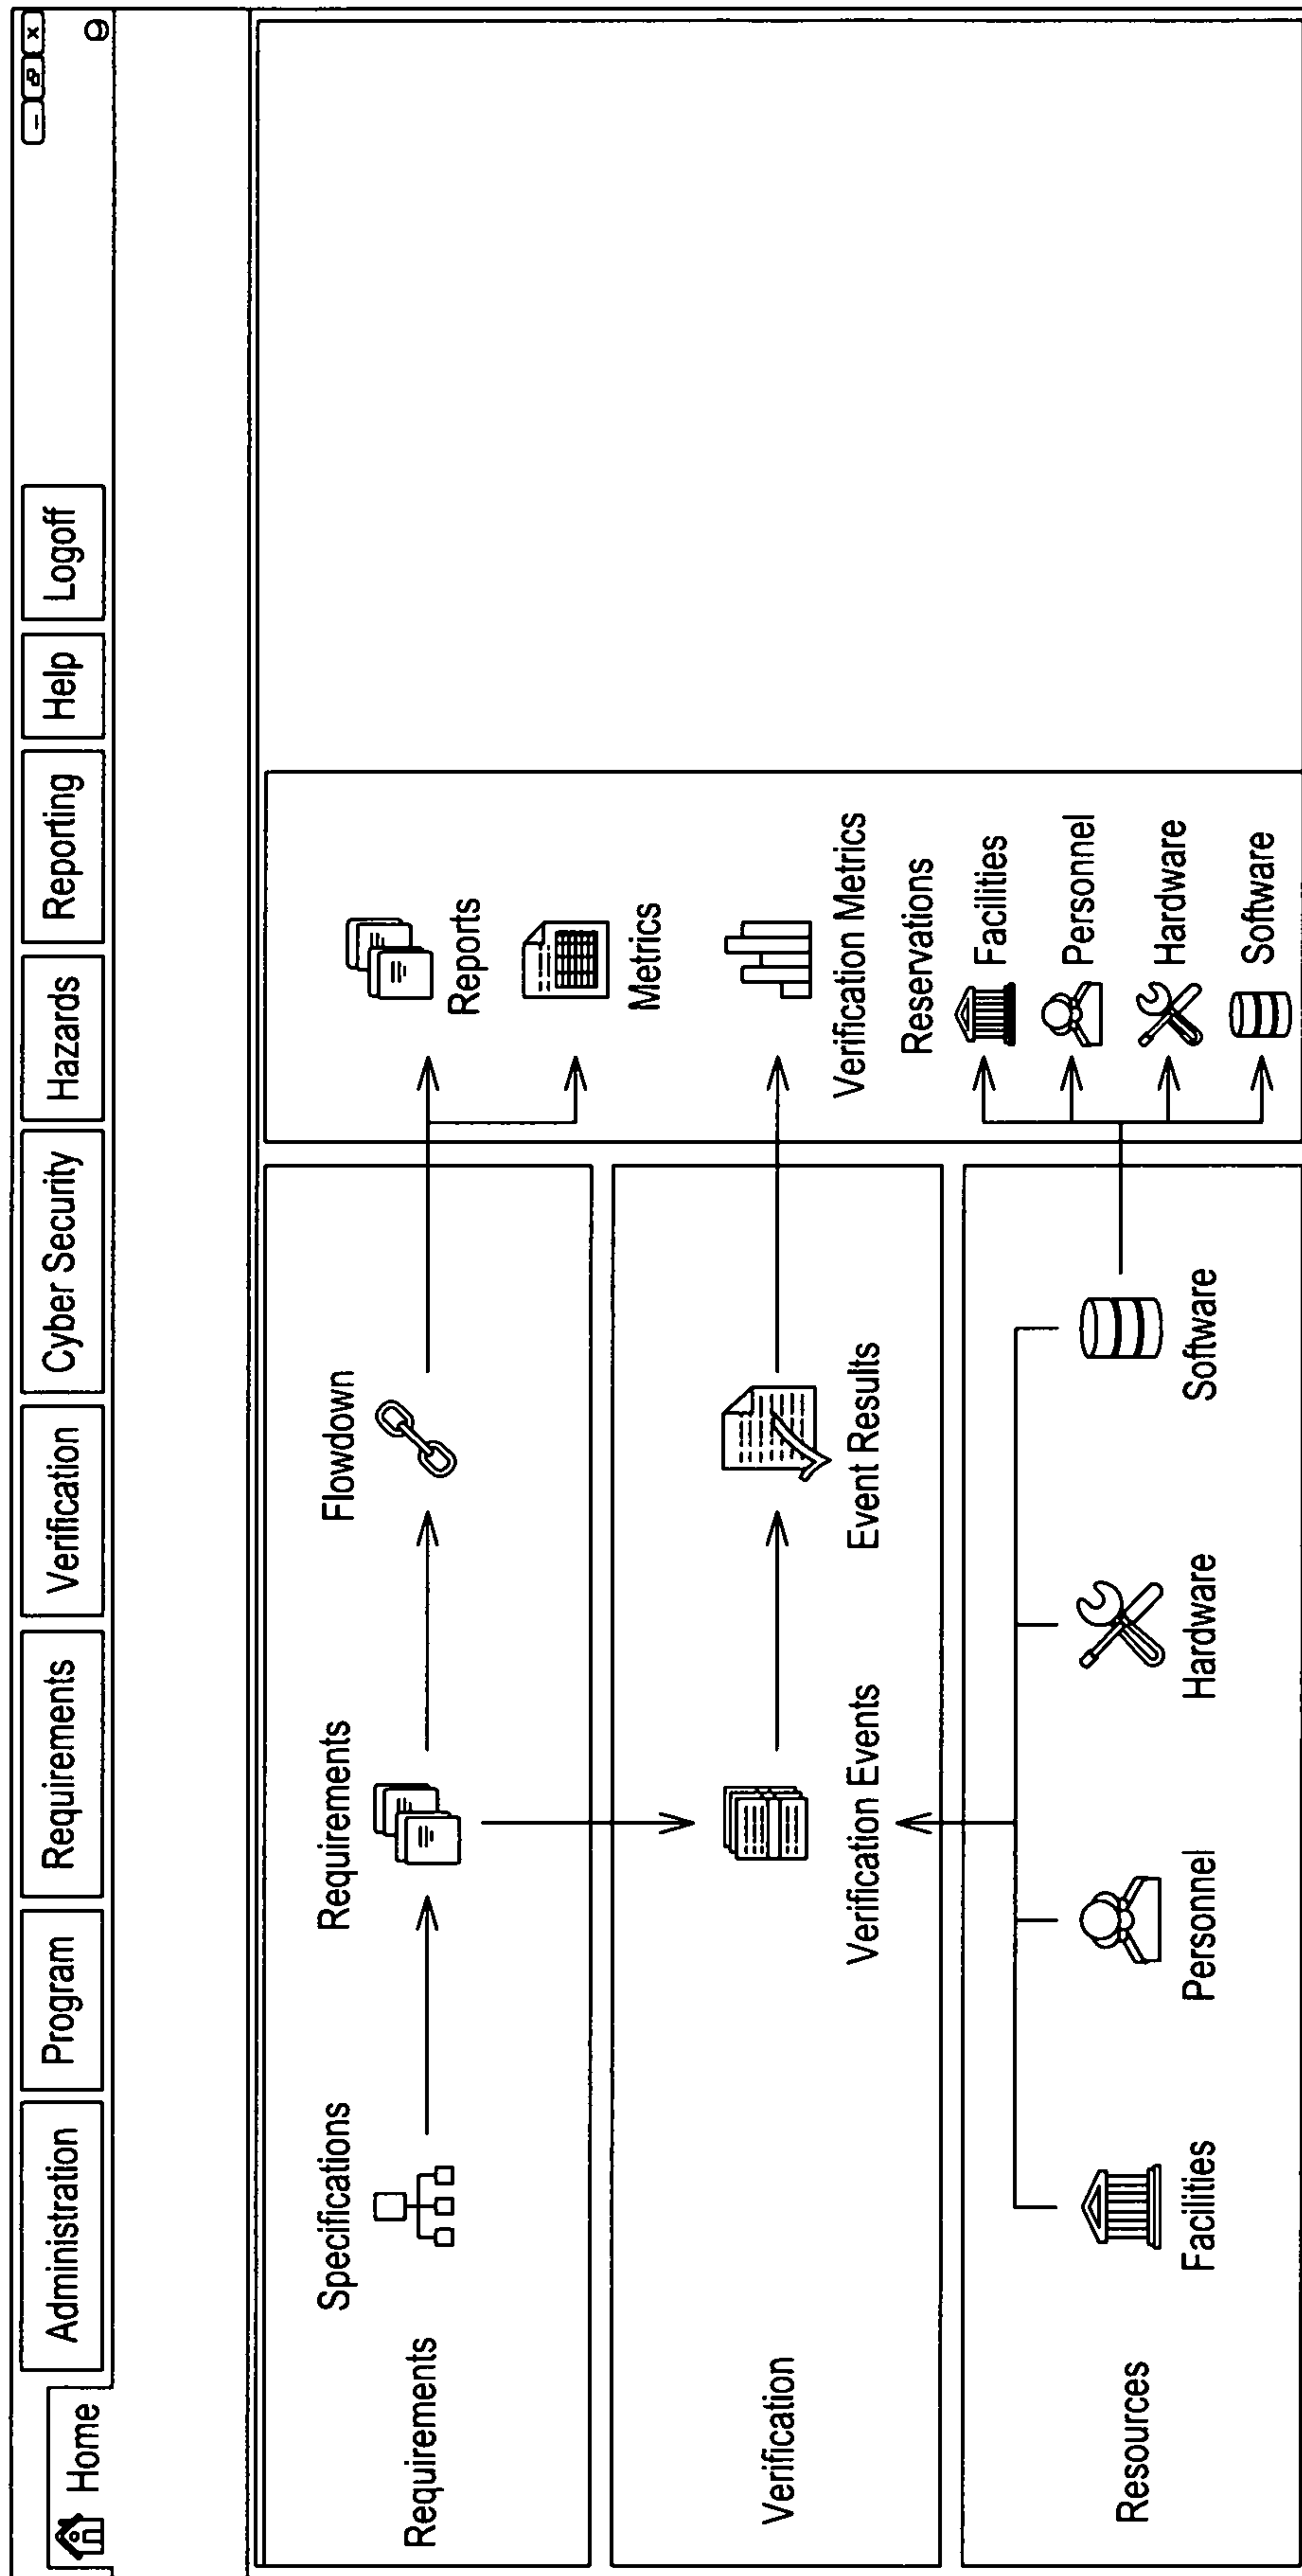 Home
Administration
Program
Requirements
Verification
Cyber Security
Hazards
Reporting
Help
Logoff
Requirements
Specifications
Requirements
Flowdown
Reports
Metrics
Verification
Verification Events
Event Results
Verification Metrics
Resources
Facilities
Personnel
Hardware
Software
Reservations
Facilities
Personnel
Hardware
Software